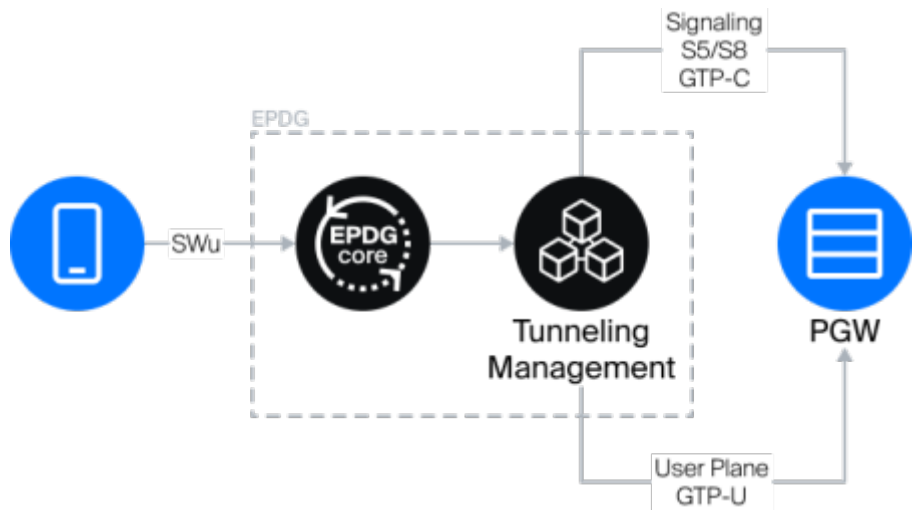 Signaling
S5/S8
GTP-C
EPDG
SWu
EPDG
core
Tunneling
Management
PGW
User Plane
GTP-U